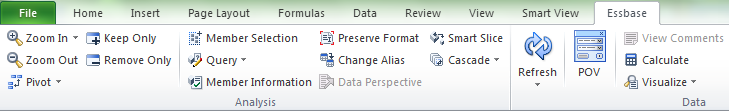 File Home Insert Page Layout Formulas Data Review View Smart View Essbase
Zoom In Keep Only Member Selection Preserve Format Smart Slice View Comments
Zoom Out Remove Only Query Change Alias Cascade Refresh POV Calculate
Pivot Member Information Data Perspective Visualize
Analysis Data